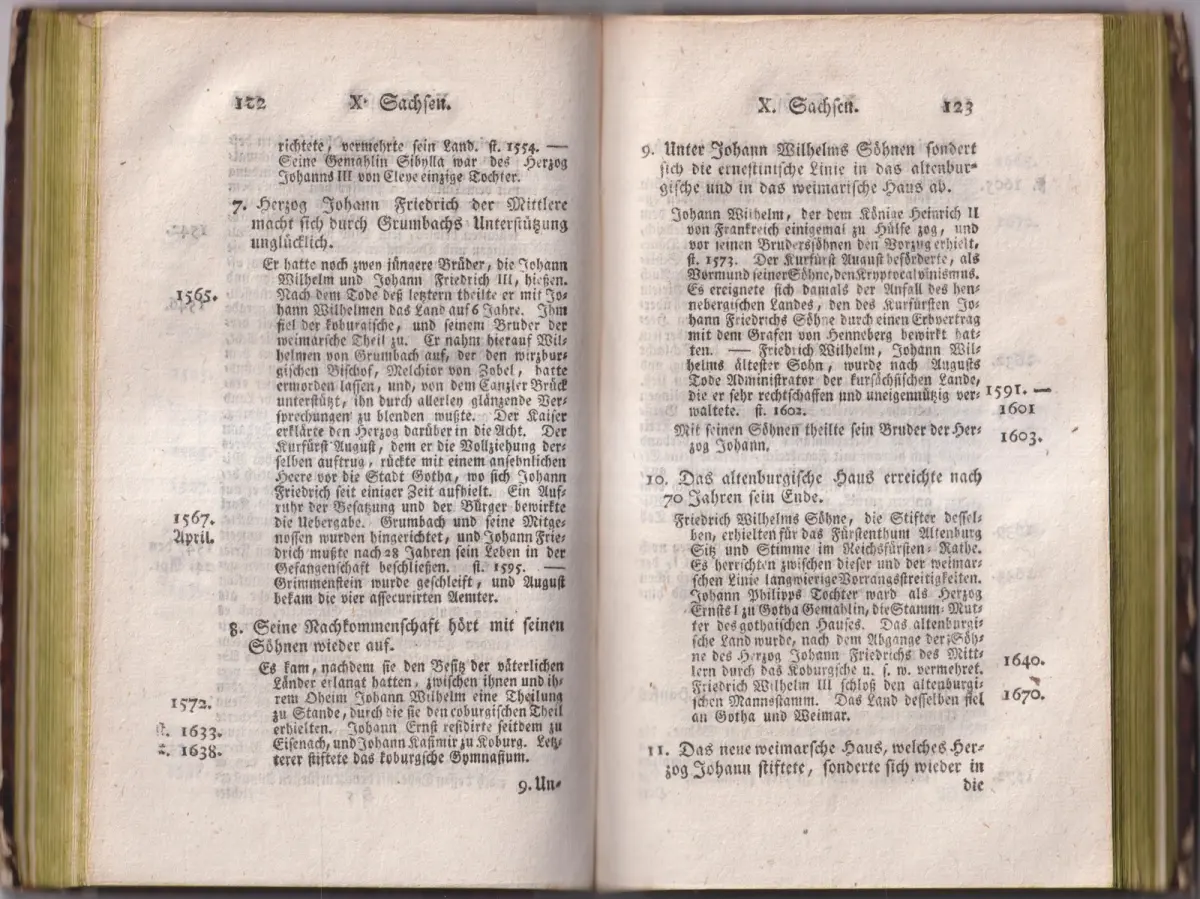 122 X. Sachsen.
richtete, vermehrte sein Land. st. 1554. —
Seine Gemahlin Sibylla war des Herzog
Johanns III von Cleve einzige Tochter.
7. Herzog Johann Friedrich der Mittlere
macht sich durch Grumbachs Unterstützung
unglücklich.
Er hatte noch zwey jüngere Brüder, die Johann
Wilhelm und Johann Friedrich III, hießen.
1565. Nach dem Tode deß letztern theilte er mit Jo-
hann Wilhelmen das Land auf 6 Jahre. Ihm
fiel der koburgische, und seinem Bruder der
weimarsche Theil zu. Er nahm hierauf Wil-
helmen von Grumbach auf, der den wirzbur-
gischen Bischof, Melchior von Zobel, hatte
ermorden lassen, und, von dem Canzler Brück
unterstützt, ihn durch allerley glänzende Ver-
sprechungen zu blenden wußte. Der Kaiser
erklärte den Herzog darüber in die Acht. Der
Kurfürst August, dem er die Vollziehung der-
selben auftrug, rückte mit einem ansehnlichen
Heere vor die Stadt Gotha, wo sich Johann
Friedrich seit einiger Zeit aufhielt. Ein Auf-
ruhr der Besatzung und der Bürger bewirkte
1567. die Uebergabe. Grumbach und seine Mitge-
April. nossen wurden hingerichtet, und Johann Frie-
drich mußte nach 28 Jahren sein Leben in der
Gefangenschaft beschließen. st. 1595. —
Grimmenstein wurde geschleift, und August
bekam die vier assecurirten Aemter.
8. Seine Nachkommenschaft hört mit seinen
Söhnen wieder auf.
Es kam, nachdem sie den Besitz der väterlichen
Länder erlangt hatten, zwischen ihnen und ih-
1572. rem Oheim Johann Wilhelm eine Theilung
zu Stande, durch die sie den coburgischen Theil
st. 1633. erhielten. Johann Ernst residirte seitdem zu
st. 1638. Eisenach, und Johann Kasimir zu Koburg. Letz-
terer stiftete das koburgsche Gymnasium.
9. Un-
X. Sachsen. 123
9. Unter Johann Wilhelms Söhnen sondert
sich die ernestinische Linie in das altenbur-
gische und in das weimarische Haus ab.
Johann Wilhelm, der dem Könige Heinrich II
von Frankreich einigemal zu Hülfe zog, und
vor seinen Brudersöhnen den Vorzug erhielt,
st. 1573. Der Kurfürst August beförderte, als
Vormund seiner Söhne, den Kryptocalvinismus.
Es ereignete sich damals der Anfall des hen-
nebergischen Landes, den des Kurfürsten Jo-
hann Friedrichs Söhne durch einen Erbvertrag
mit dem Grafen von Henneberg bewirkt hat-
ten. — Friedrich Wilhelm, Johann Wil-
helms ältester Sohn, wurde nach Augusts
Tode Administrator der kursächsischen Lande,
die er sehr rechtschaffen und uneigennützig ver- 1591. —
waltete. st. 1602. 1601
Mit seinen Söhnen theilte sein Bruder der Her- 1603.
zog Johann.
10. Das altenburgische Haus erreichte nach
70 Jahren sein Ende.
Friedrich Wilhelms Söhne, die Stifter dessel-
ben, erhielten für das Fürstenthum Altenburg
Sitz und Stimme im Reichsfürsten-Rathe.
Es herrschten zwischen dieser und der weimar-
schen Linie langwierige Vorrangsstreitigkeiten.
Johann Philipps Tochter ward als Herzog
Ernsts I zu Gotha Gemahlin, die Stamm-Mut-
ter des gothaischen Hauses. Das altenburgi-
sche Land wurde, nach dem Abgange der Söh-
ne des Herzog Johann Friedrichs des Mitt- 1640.
lern durch das Koburgsche u. s. w. vermehret.
Friedrich Wilhelm III schloß den altenburgi-
schen Mannsstamm. Das Land desselben fiel 1670.
an Gotha und Weimar.
11. Das neue weimarsche Haus, welches Her-
zog Johann stiftete, sonderte sich wieder in
die